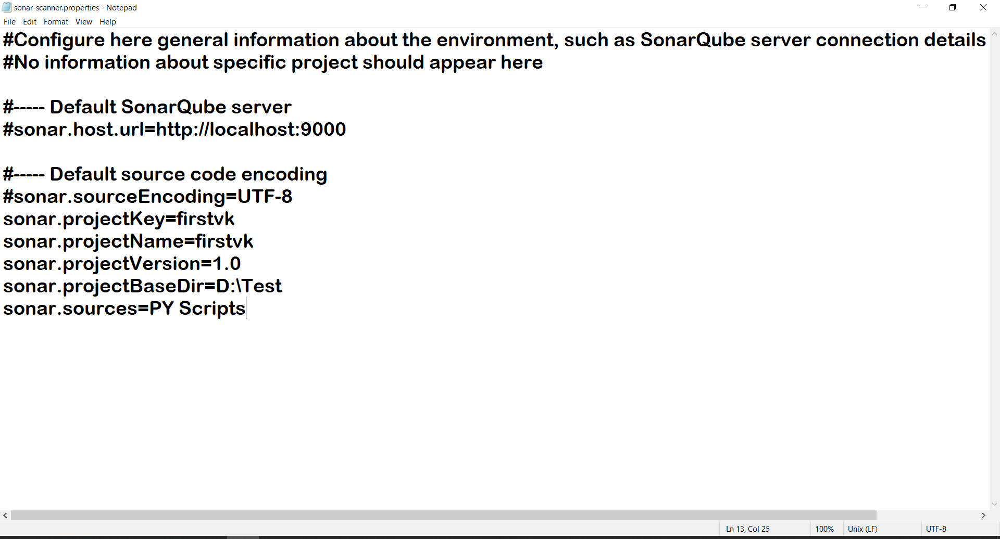 sonar-scanner.properties - Notepad
File Edit Format View Help
#Configure here general information about the environment, such as SonarQube server connection details
#No information about specific project should appear here
#----- Default SonarQube server
#sonar.host.url=http://localhost:9000
#----- Default source code encoding
#sonar.sourceEncoding=UTF-8
sonar.projectKey=firstvk
sonar.projectName=firstvk
sonar.projectVersion=1.0
sonar.projectBaseDir=D:\Test
sonar.sources=PY Scripts
Ln 13, Col 25 100% Unix (LF) UTF-8